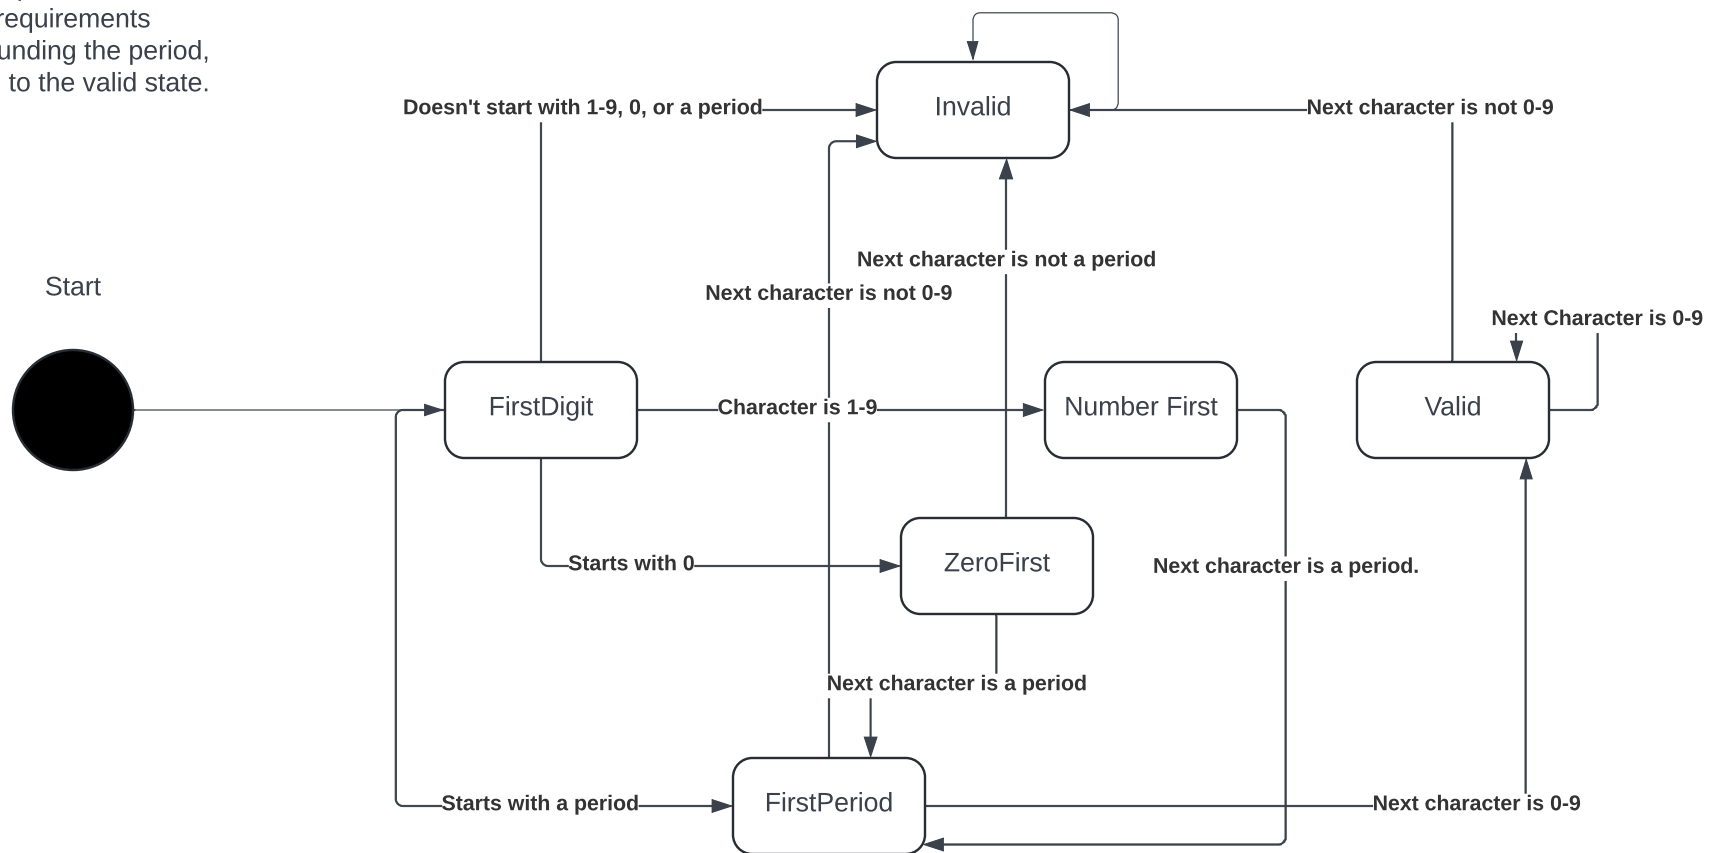 requirements
unding the period,
to the valid state.
Doesn't start with 1-9, 0, or a period
Invalid
Next character is not 0-9
Next character is not a period
Next character is not 0-9
Start
Next Character is 0-9
FirstDigit
Character is 1-9
Number First
Valid
Starts with 0
ZeroFirst
Next character is a period.
Next character is a period
Starts with a period
FirstPeriod
Next character is 0-9